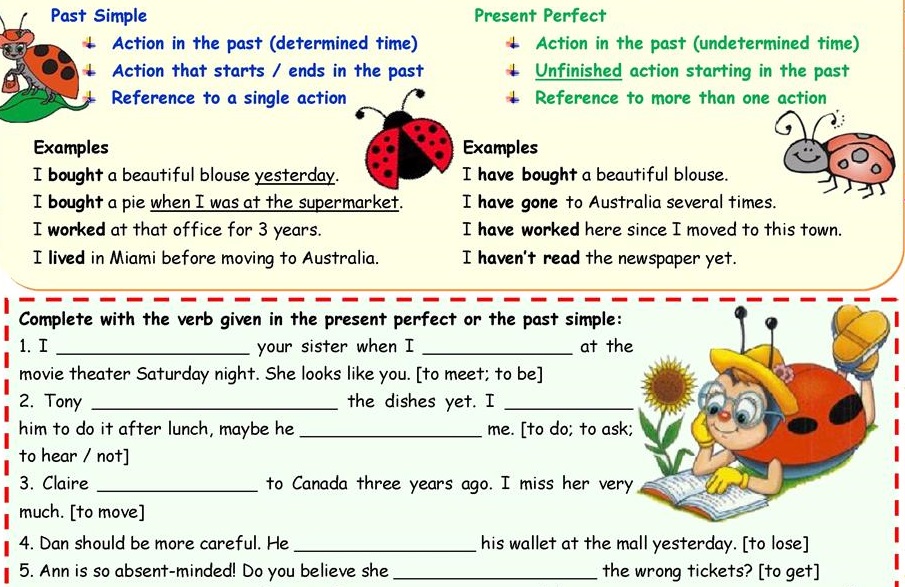 Past Simple
Action in the past (determined time)
Action that starts / ends in the past
Reference to a single action
Examples
I bought a beautiful blouse yesterday.
I bought a pie when I was at the supermarket.
I worked at that office for 3 years.
I lived in Miami before moving to Australia.
Present Perfect
Action in the past (undetermined time)
Unfinished action starting in the past
Reference to more than one action
Examples
I have bought a beautiful blouse.
I have gone to Australia several times.
I have worked here since I moved to this town.
I haven't read the newspaper yet.
Complete with the verb given in the present perfect or the past simple:
1. I ____________________ your sister when I ________________ at the
movie theater Saturday night. She looks like you. [to meet; to be]
2. Tony __________________________ the dishes yet. I ______________
him to do it after lunch, maybe he ___________________ me. [to do; to ask;
to hear / not]
3. Claire _________________ to Canada three years ago. I miss her very
much. [to move]
4. Dan should be more careful. He ___________________ his wallet at the mall yesterday. [to lose]
5. Ann is so absent-minded! Do you believe she _____________________ the wrong tickets? [to get]